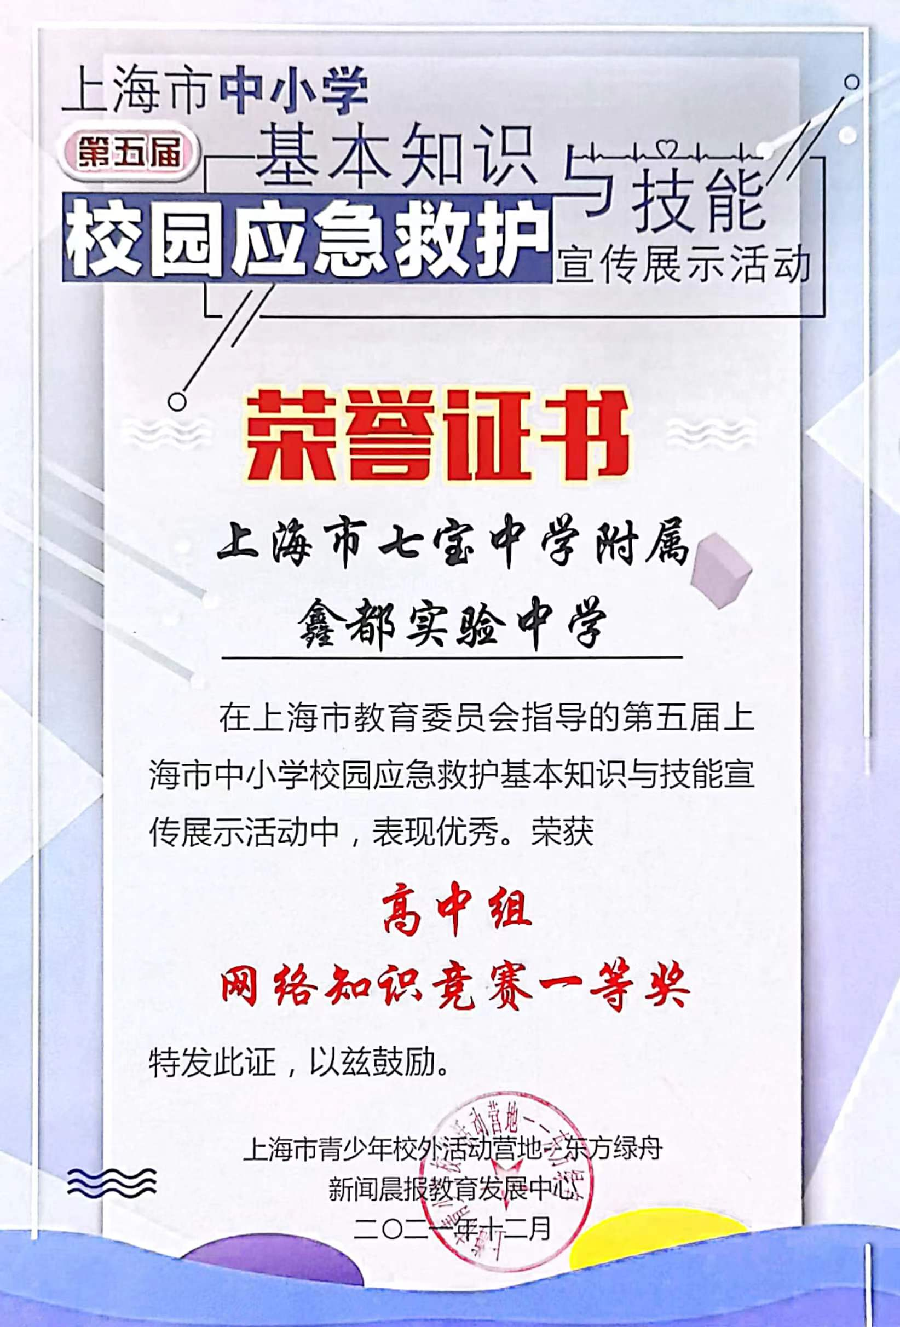 上海市中小学
第五届
基本知识
与技能
校园应急救护
宣传展示活动
荣誉证书
上海市七宝中学附属
鑫都实验中学
在上海市教育委员会指导的第五届上
海市中小学校园应急救护基本知识与技能宣
传展示活动中，表现优秀。荣获
高中组
网络知识竞赛一等奖
特发此证，以兹鼓励。
上海市青少年校外活动营地—东方绿舟
新闻晨报教育发展中心
二〇二一年十二月